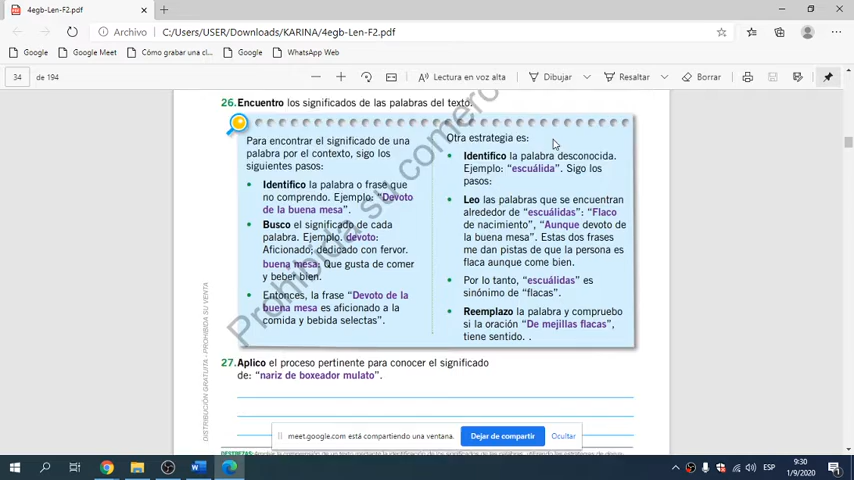 4egb-Len-F2.pdf
Archivo
C:/Users/USER/Downloads/KARINA/4egb-Len-F2.pdf
Google
Google Meet
Cómo grabar una cl...
Google
WhatsApp Web
34
de 194
Lectura en voz alta
Dibujar
Resaltar
Borrar
26. Encuentro los significados de las palabras del texto.
Para encontrar el significado de una
palabra por el contexto, sigo los
siguientes pasos:
• Identifico la palabra o frase que
no comprendo. Ejemplo: “Devoto
de la buena mesa”.
• Busco el significado de cada
palabra. Ejemplo. devoto:
Aficionado; dedicado con fervor.
buena mesa: Que gusta de comer
y beber bien.
• Entonces, la frase “Devoto de la
buena mesa es aficionado a la
comida y bebida selectas”.
Otra estrategia es:
• Identifico la palabra desconocida.
Ejemplo: “escuálida”. Sigo los
pasos:
• Leo las palabras que se encuentran
alrededor de “escuálidas”: “Flaco
de nacimiento”, “Aunque devoto de
la buena mesa”. Estas dos frases
me dan pistas de que la persona es
flaca aunque come bien.
• Por lo tanto, “escuálidas” es
sinónimo de “flacas”.
• Reemplazo la palabra y compruebo
si la oración “De mejillas flacas”,
tiene sentido. .
Prohibida su comerc
DISTRIBUCIÓN GRATUITA - PROHIBIDA SU VENTA
27. Aplico el proceso pertinente para conocer el significado
de: “nariz de boxeador mulato”.
meet.google.com está compartiendo una ventana.
Dejar de compartir
Ocultar
ESP
9:30
1/9/2020